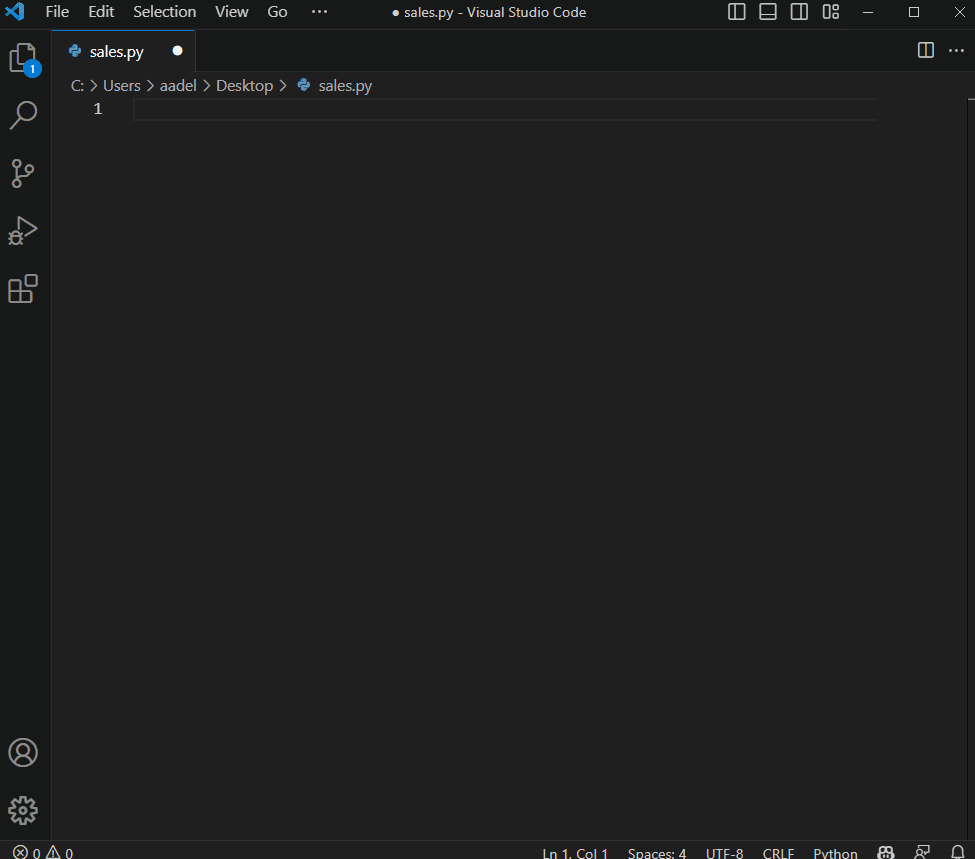 File Edit Selection View Go ··· ● sales.py - Visual Studio Code
sales.py ●
1
C: > Users > aadel > Desktop > sales.py
1
0 0 Ln 1, Col 1 Spaces: 4 UTF-8 CRLF Python